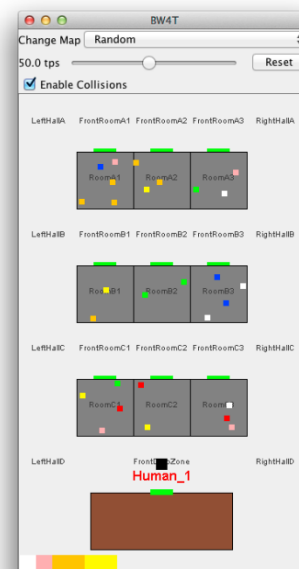 BW4T
Change Map Random
50.0 tps Reset
Enable Collisions
LeftHallA FrontRoomA1 FrontRoomA2 FrontRoomA3 RightHallA
RoomA1 RoomA2 RoomA3
LeftHallB FrontRoomB1 FrontRoomB2 FrontRoomB3 RightHallB
RoomB1 RoomB2 RoomB3
LeftHallC FrontRoomC1 FrontRoomC2 FrontRoomC3 RightHallC
RoomC1 RoomC2
LeftHallD FrontDropZone RightHallD
Human_1